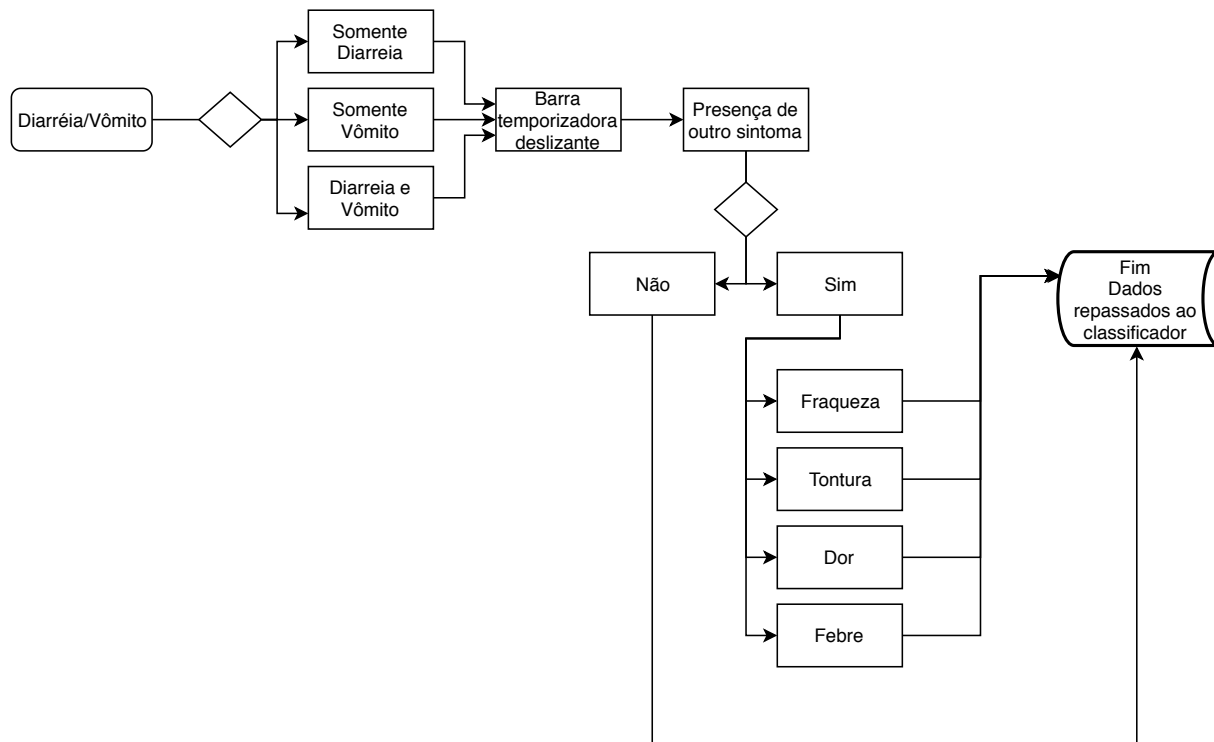 Diarréia/Vômito
Somente
Diarreia
Somente
Vômito
Diarreia e
Vômito
Barra
temporizadora
deslizante
Presença de
outro sintoma
Não
Sim
Fraqueza
Tontura
Dor
Febre
Fim
Dados
repassados ao
classificador